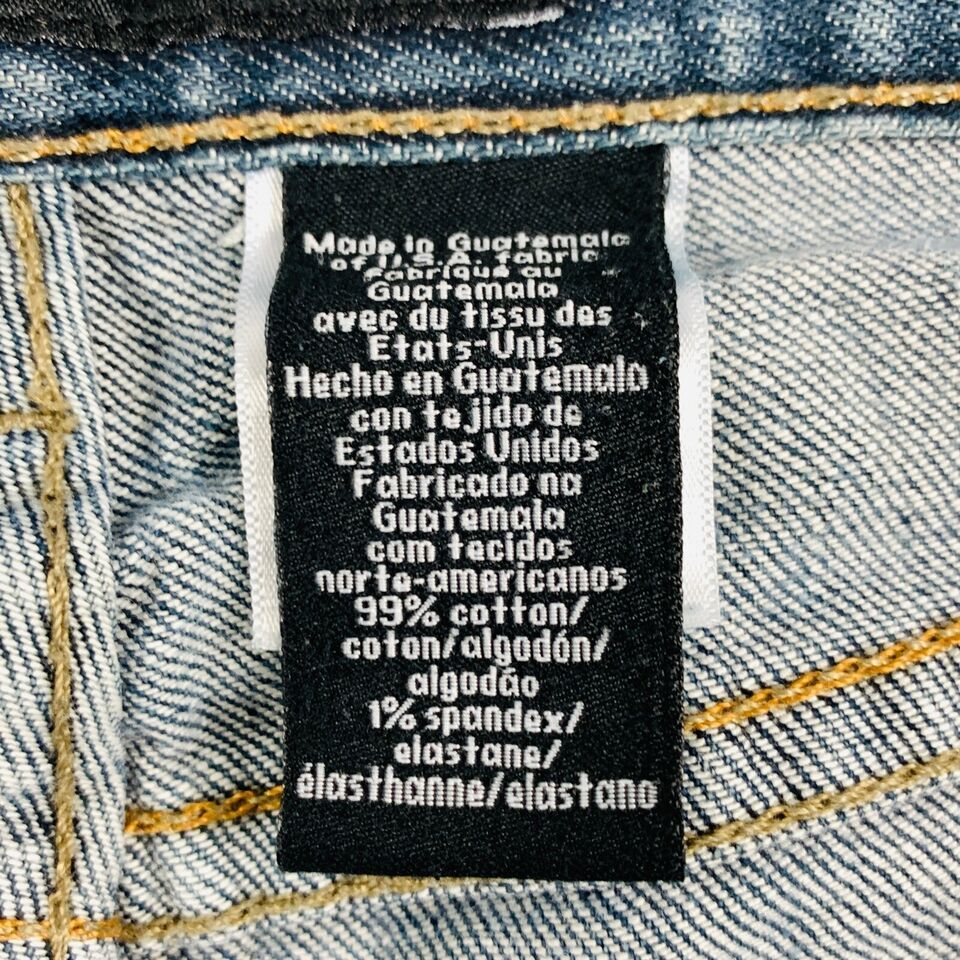 Made in Guatemala
of U.S.A. fabric
Fabriqué au
Guatemala
avec du tissu des
Etats-Unis
Hecho en Guatemala
con tejido de
Estados Unidos
Fabricado na
Guatemala
com tecidos
norte-americanos
99% cotton/
coton/algodón/
algodão
1% spandex/
elastane/
élasthanne/elastano